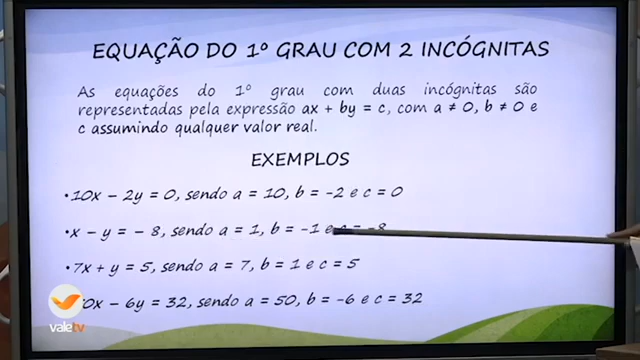 EQUAÇÃO DO 1º GRAU COM 2 INCÓGNITAS
As equações do 1º grau com duas incógnitas são
representadas pela expressão ax + by = c, com a ≠ 0, b ≠ 0 e
c assumindo qualquer valor real.
EXEMPLOS
•10x – 2y = 0, sendo a = 10, b = -2 e c = 0
•x – y = – 8, sendo a = 1, b = -1 e c = -8
•7x + y = 5, sendo a = 7, b = 1 e c = 5
0x – 6y = 32, sendo a = 50, b = -6 e c = 32
valetv